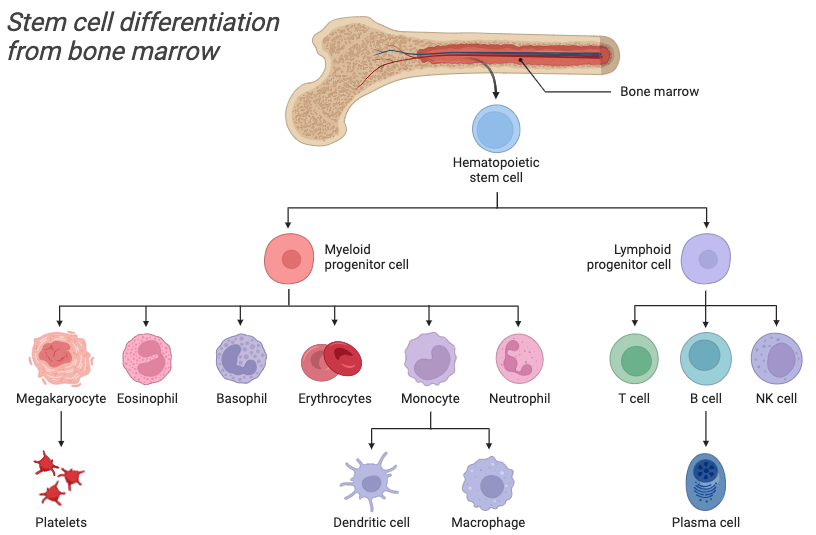 Stem cell differentiation
from bone marrow
Bone marrow
Hematopoietic
stem cell
Myeloid
progenitor cell
Lymphoid
progenitor cell
Megakaryocyte
Eosinophil
Basophil
Erythrocytes
Monocyte
Neutrophil
T cell
B cell
NK cell
Platelets
Dendritic cell
Macrophage
Plasma cell